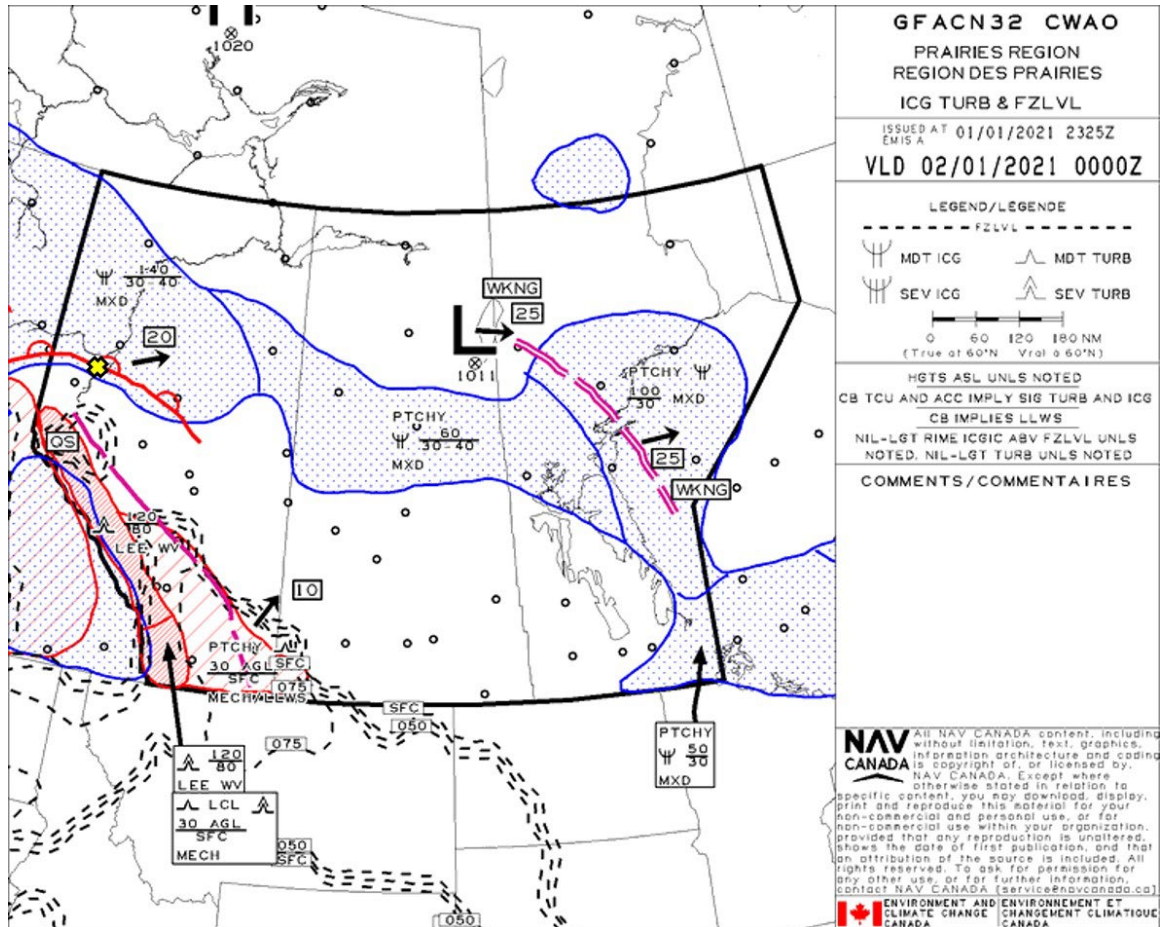 1020
GFACN32 CWAO
PRAIRIES REGION
REGION DES PRAIRIES
ICG TURB & FZLVL
ISSUED AT 01/01/2021 2325Z
EMIS A
VLD 02/01/2021 0000Z
LEGEND/LEGENDE
FZLVL
MDT ICG
MDT TURB
SEV ICG
SEV TURB
0 60 120 180 NM
(True at 60°N Vrai à 60°N)
HGTS ASL UNLS NOTED
CB TCU AND ACC IMPLY SIG TURB AND ICG
CB IMPLIES LLWS
NIL-LGT RIME ICGIC ABV FZLVL UNLS
NOTED. NIL-LGT TURB UNLS NOTED
COMMENTS/COMMENTAIRES
140
30-40
MXD
20
WKNG
25
L
1011
PTCHY
100
30
MXD
PTCHY
60
30-40
MXD
25
WKNG
QS
120
80
LEE WV
10
PTCHY
30 AGL
SFC
MECH/LLWS
SFC
075
SFC
050
075
120
80
LEE WV
LCL
30 AGL
SFC
MECH
PTCHY
50
30
MXD
050
SFC
050
NAV
CANADA
All NAV CANADA content, including
without limitation, text, graphics,
information architecture and coding
is copyright of, or licensed by,
NAV CANADA. Except where
otherwise stated in relation to
specific content, you may download, display,
print and reproduce this material for your
non-commercial and personal use, or for
non-commercial use within your organization,
provided that any reproduction is unaltered,
shows the date of first publication, and that
an attribution of the source is included. All
rights reserved. To ask for permission for
any other use, or for further information,
contact NAV CANADA (service@navcanada.ca)
ENVIRONMENT AND
CLIMATE CHANGE
CANADA
ENVIRONNEMENT ET
CHANGEMENT CLIMATIQUE
CANADA